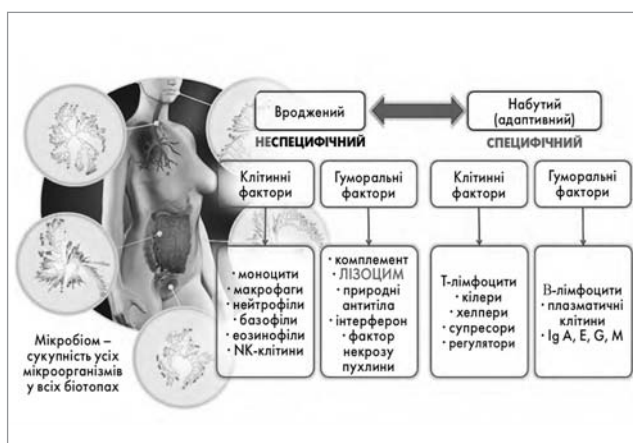 Вроджений
НЕСПЕЦИФІЧНИЙ
Набутий
(адаптивний)
СПЕЦИФІЧНИЙ
Клітинні
фактори
Гуморальні
фактори
Клітинні
фактори
Гуморальні
фактори
• моноцити
• макрофаги
• нейтрофіли
• базофіли
• еозинофіли
• NK-клітини
• комплемент
• ЛІЗОЦИМ
• природні
антитіла
• інтерферон
• фактор
некрозу
пухлини
Т-лімфоцити
• кілери
• хелпери
• супресори
• регулятори
В-лімфоцити
• плазматичні
клітини
• Ig A, E, G, M
Мікробіом –
сукупність усіх
мікроорганізмів
у всіх біотопах